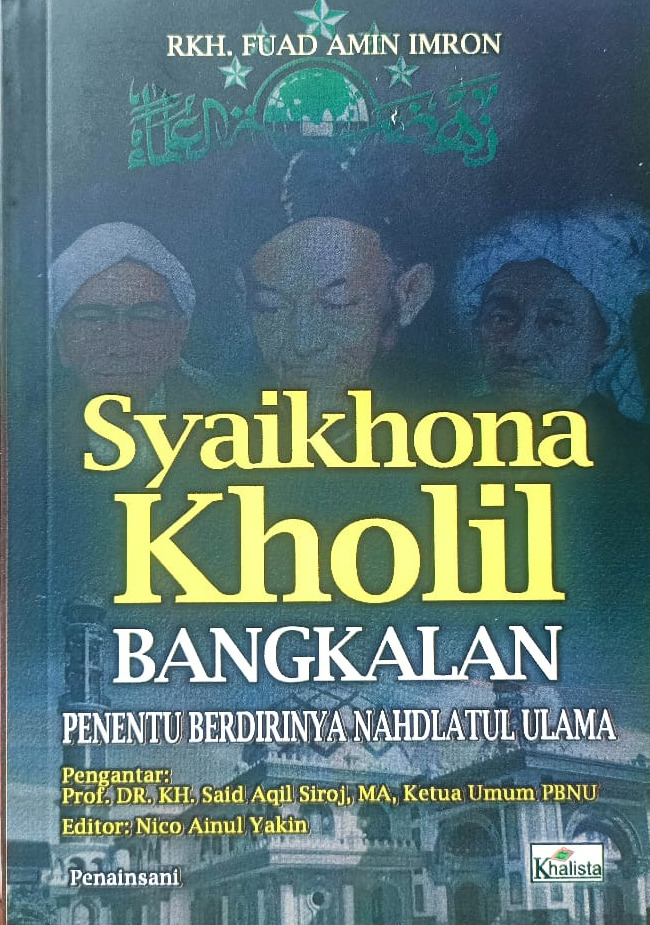 RKH. FUAD AMIN IMRON
Syaikhona
Kholil
BANGKALAN
PENENTU BERDIRINYA NAHDLATUL ULAMA
Pengantar:
Prof. DR. KH. Said Aqil Siroj, MA, Ketua Umum PBNU
Editor: Nico Ainul Yakin
Penainsani
Khalista